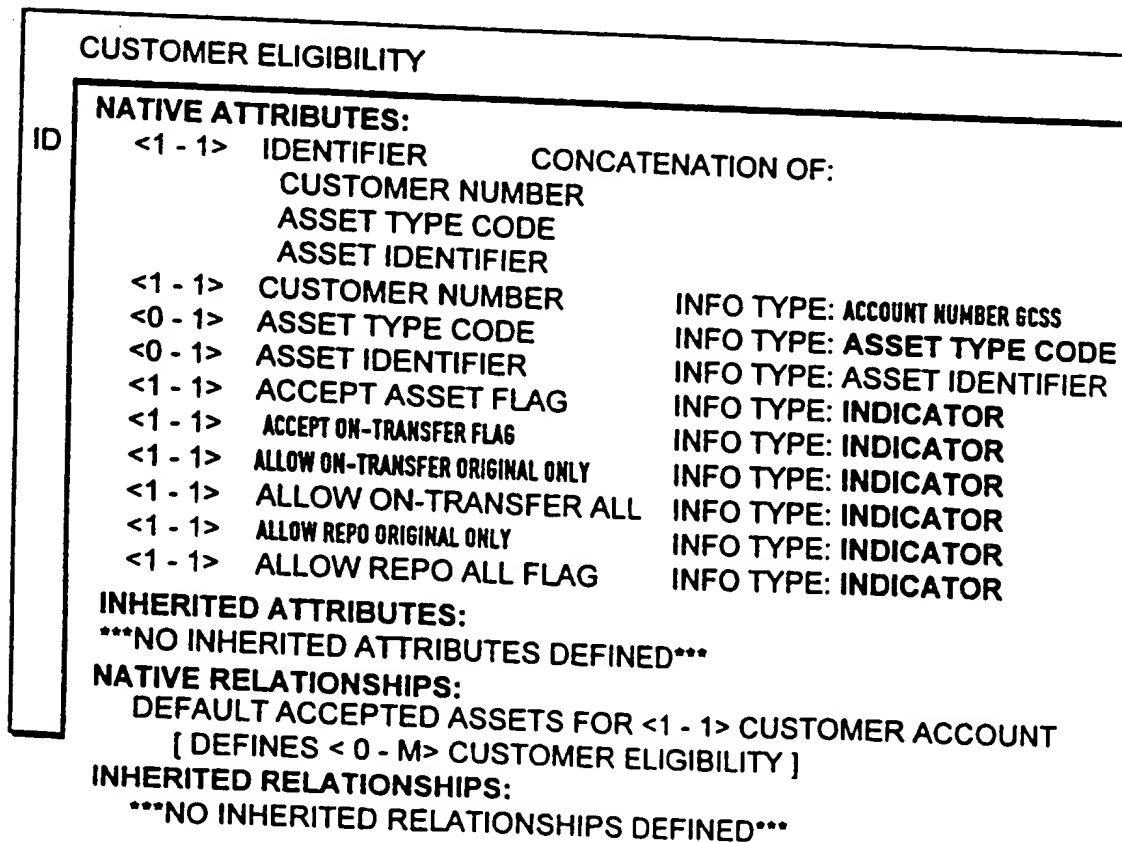 CUSTOMER ELIGIBILITY
ID
NATIVE ATTRIBUTES:
<1 - 1> IDENTIFIER CONCATENATION OF:
CUSTOMER NUMBER
ASSET TYPE CODE
ASSET IDENTIFIER
<1 - 1> CUSTOMER NUMBER INFO TYPE: ACCOUNT NUMBER GCSS
<0 - 1> ASSET TYPE CODE INFO TYPE: ASSET TYPE CODE
<0 - 1> ASSET IDENTIFIER INFO TYPE: ASSET IDENTIFIER
<1 - 1> ACCEPT ASSET FLAG INFO TYPE: INDICATOR
<1 - 1> ACCEPT ON-TRANSFER FLAG INFO TYPE: INDICATOR
<1 - 1> ALLOW ON-TRANSFER ORIGINAL ONLY INFO TYPE: INDICATOR
<1 - 1> ALLOW ON-TRANSFER ALL INFO TYPE: INDICATOR
<1 - 1> ALLOW REPO ORIGINAL ONLY INFO TYPE: INDICATOR
<1 - 1> ALLOW REPO ALL FLAG INFO TYPE: INDICATOR
INHERITED ATTRIBUTES:
***NO INHERITED ATTRIBUTES DEFINED***
NATIVE RELATIONSHIPS:
DEFAULT ACCEPTED ASSETS FOR <1 - 1> CUSTOMER ACCOUNT
[ DEFINES < 0 - M> CUSTOMER ELIGIBILITY ]
INHERITED RELATIONSHIPS:
***NO INHERITED RELATIONSHIPS DEFINED***